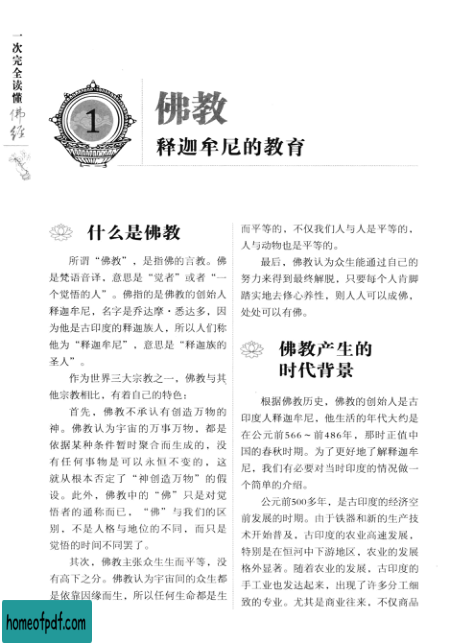 一次完全读懂佛经
1
佛教
释迦牟尼的教育
什么是佛教
所谓“佛教”，是指佛的言教。佛
是梵语音译，意思是“觉者”或者“一
个觉悟的人”。佛指的是佛教的创始人
释迦牟尼，名字是乔达摩·悉达多，因
为他是古印度的释迦族人，所以人们称
他为“释迦牟尼”，意思是“释迦族的
圣人”。
作为世界三大宗教之一，佛教与其
他宗教相比，有着自己的特色：
首先，佛教不承认有创造万物的
神。佛教认为宇宙的万事万物，都是
依据某种条件暂时聚合而生成的，没
有任何事物是可以永恒不变的，这
就从根本否定了“神创造万物”的假
设。此外，佛教中的“佛”只是对觉
悟者的通称而已，“佛”与我们的区
别，不是人格与地位的不同，而只是
觉悟的时间不同罢了。
其次，佛教主张众生生而平等，没
有高下之分。佛教认为宇宙间的众生都
是依靠因缘而生，所以任何生命都是生
而平等的，不仅我们人与人是平等的，
人与动物也是平等的。
最后，佛教认为众生能通过自己的
努力来得到最终解脱，只要每个人肯脚
踏实地去修心养性，则人人可以成佛，
处处可以有佛。
佛教产生的
时代背景
根据佛教历史，佛教的创始人是古
印度人释迦牟尼，他生活的年代大约是
在公元前566～前486年，那时正值中
国的春秋时期。为了更好地了解释迦牟
尼，我们有必要对当时印度的情况做一
个简单的介绍。
公元前500多年，是古印度的经济空
前发展的时期。由于铁器和新的生产技
术开始普及，古印度的农业高速发展，
特别是在恒河中下游地区，农业的发展
格外显著。随着农业的发展，古印度的
手工业也发达起来，出现了许多分工细
致的专业。尤其是商业往来，不仅商品
homeofpdf.com